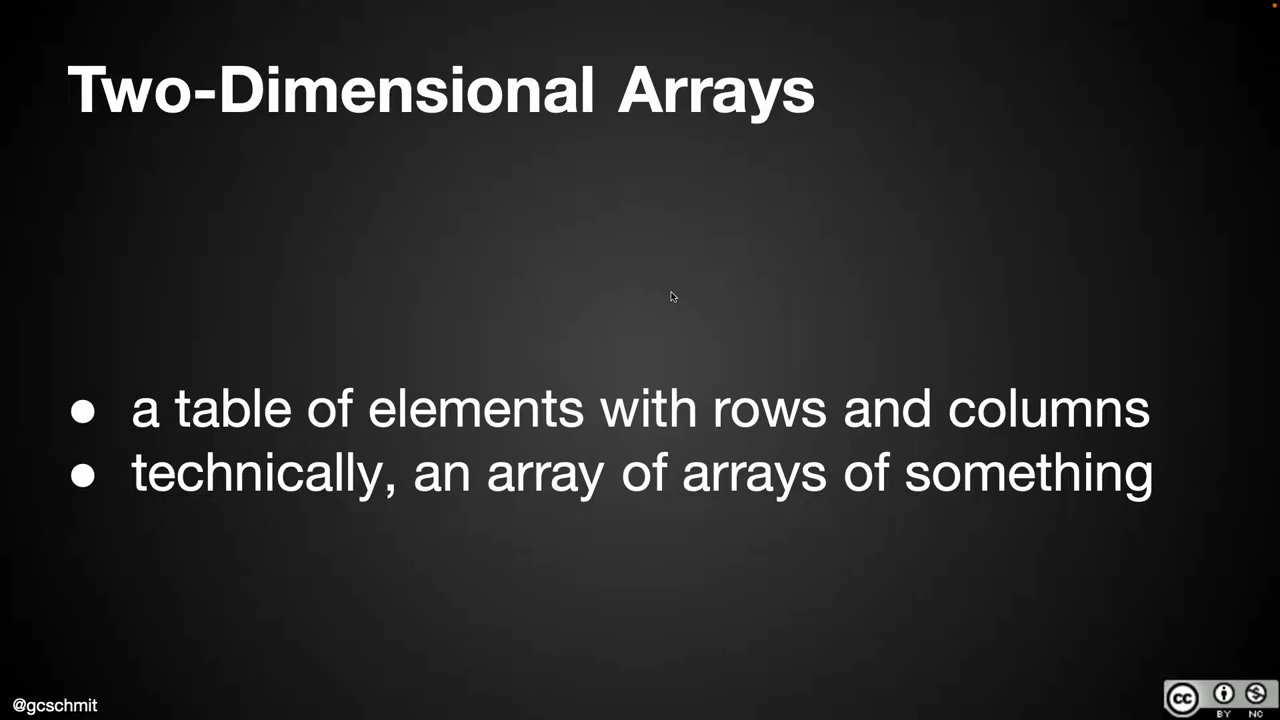 Two-Dimensional Arrays
● a table of elements with rows and columns
● technically, an array of arrays of something
@gcschmit
cc
BY NC